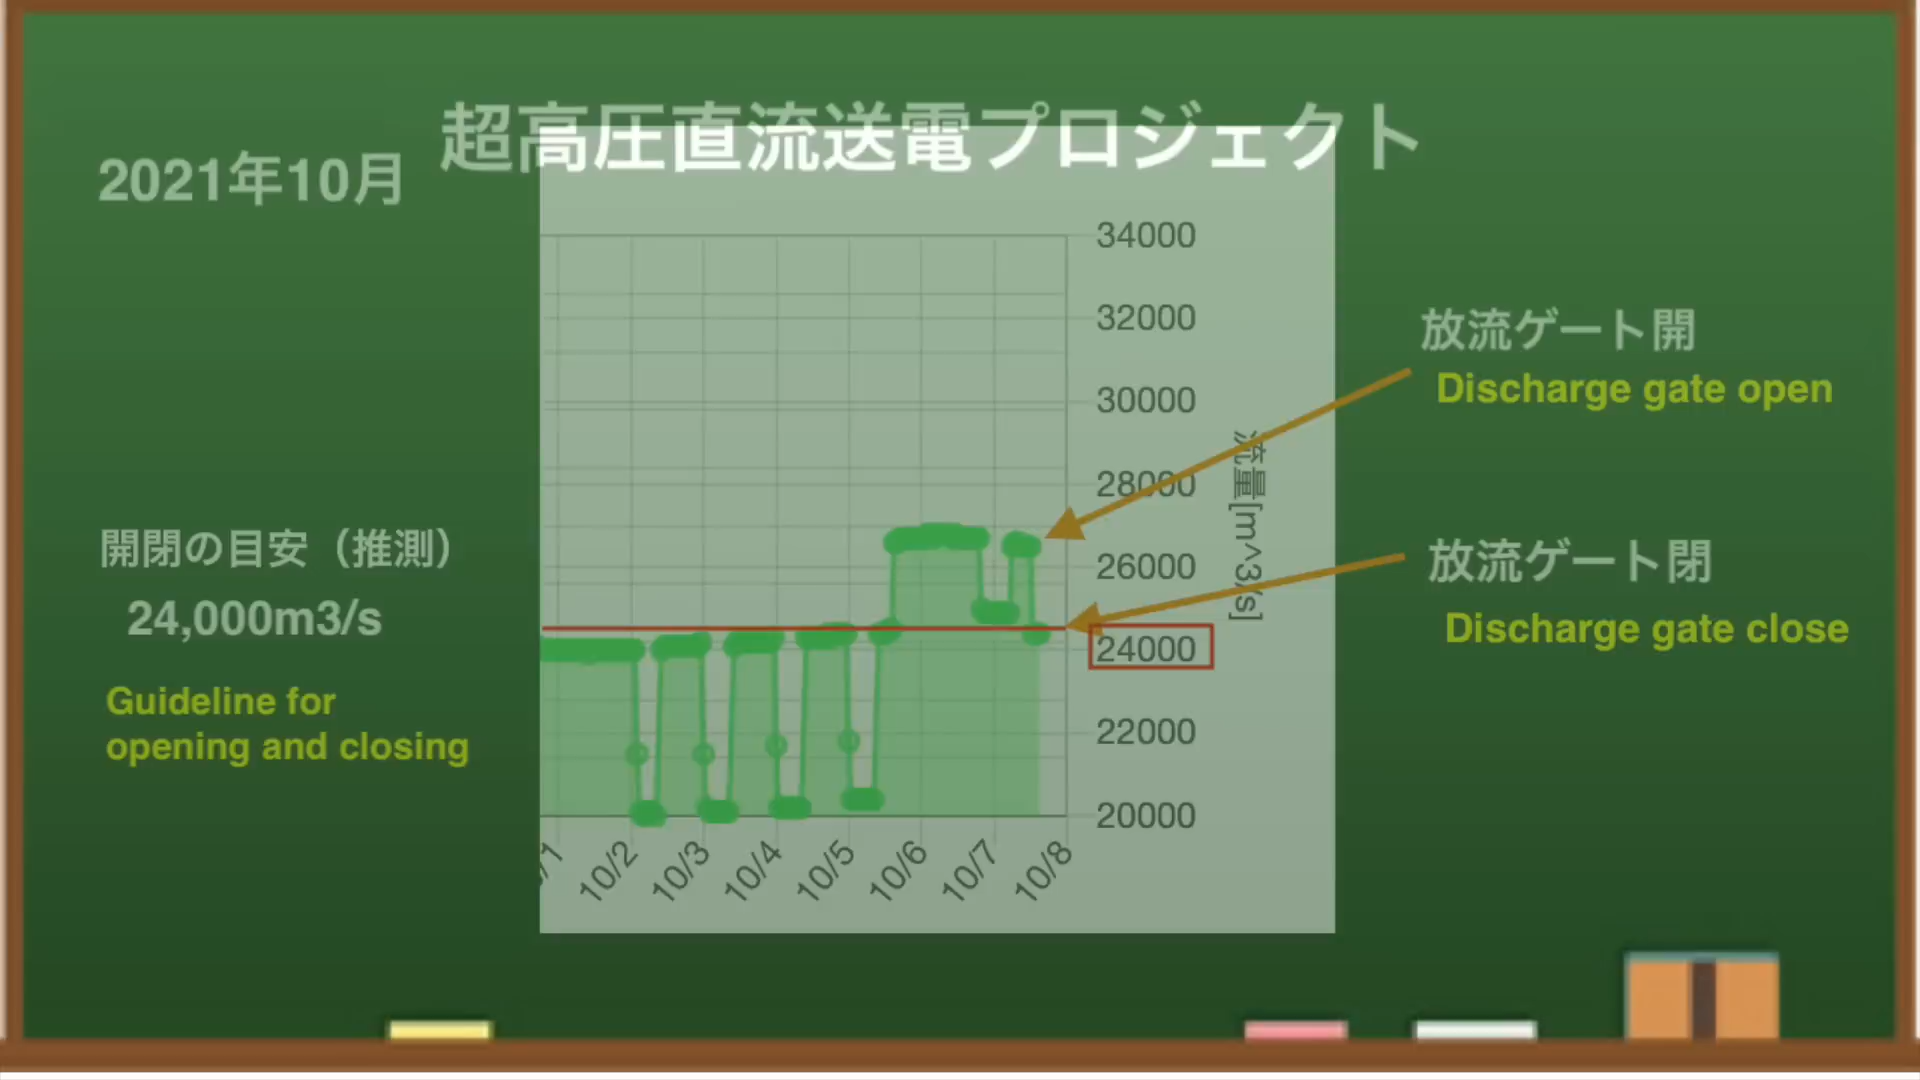 超高圧直流送電プロジェクト
2021年10月
34000
32000
30000
28000
26000
24000
22000
20000
流量[m^3/s]
/1
10/2
10/3
10/4
10/5
10/6
10/7
10/8
放流ゲート開
Discharge gate open
放流ゲート閉
Discharge gate close
開閉の目安（推測）
24,000m3/s
Guideline for
opening and closing